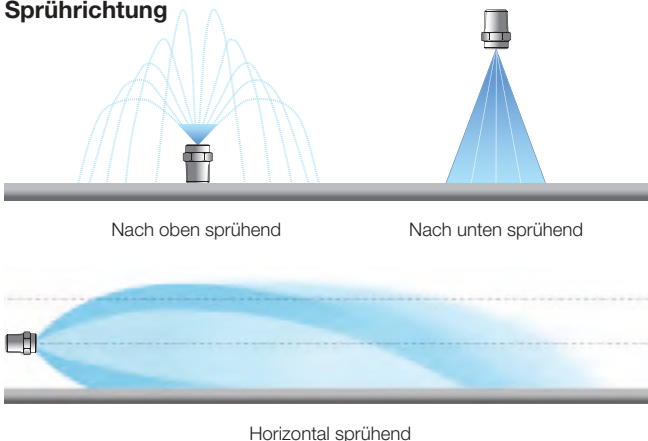 Sprührichtung
Nach oben sprühend
Nach unten sprühend
Horizontal sprühend